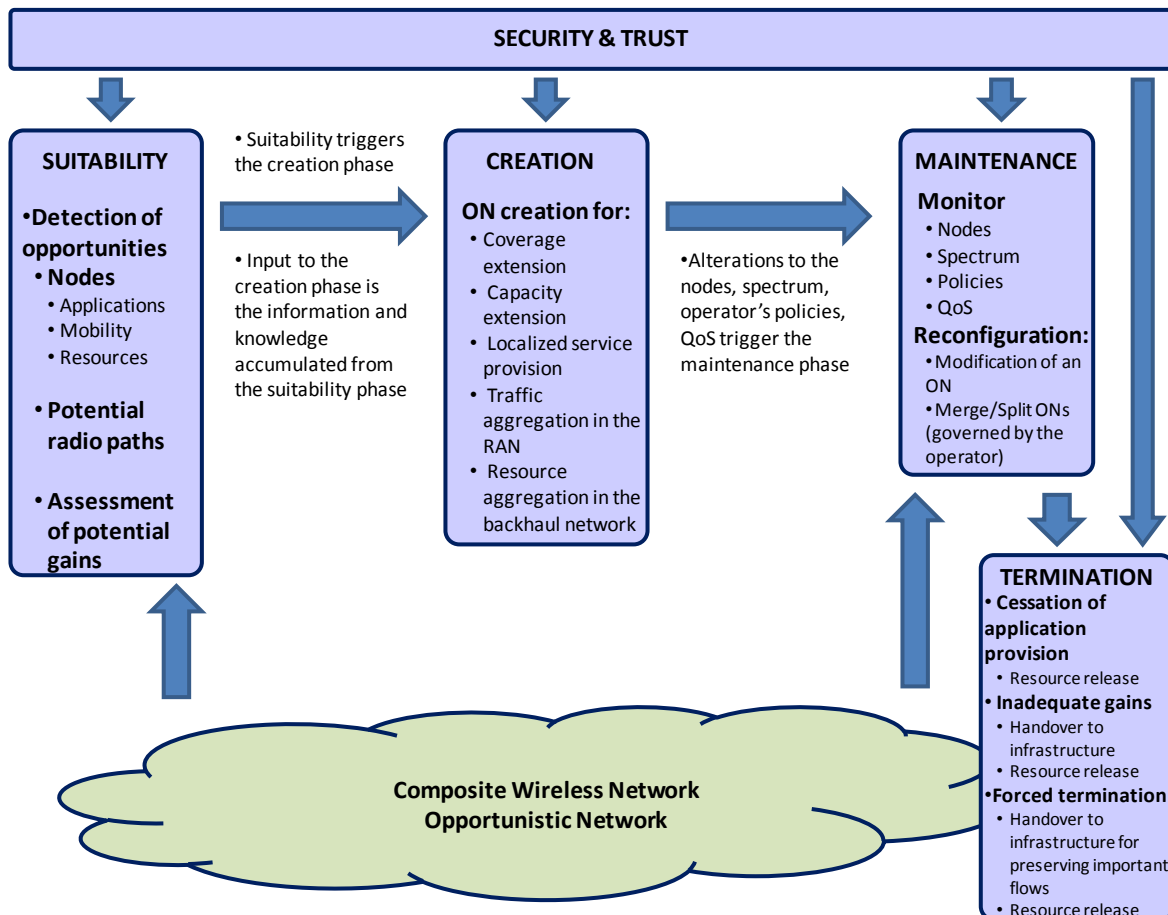 SECURITY & TRUST
SUITABILITY
•Detection of
opportunities
• Nodes
• Applications
• Mobility
• Resources
• Potential
radio paths
• Assessment
of potential
gains
• Suitability triggers
the creation phase
• Input to the
creation phase is
the information and
knowledge
accumulated from
the suitability phase
CREATION
ON creation for:
• Coverage
extension
• Capacity
extension
• Localized service
provision
• Traffic
aggregation in the
RAN
• Resource
aggregation in the
backhaul network
•Alterations to the
nodes, spectrum,
operator's policies,
QoS trigger the
maintenance phase
MAINTENANCE
Monitor
• Nodes
• Spectrum
• Policies
• QoS
Reconfiguration:
•Modification of an
ON
•Merge/Split ONs
(governed by the
operator)
TERMINATION
• Cessation of
application
provision
• Resource release
• Inadequate gains
• Handover to
infrastructure
• Resource release
•Forced termination
• Handover to
infrastructure for
preserving important
flows
• Resource release
Composite Wireless Network
Opportunistic Network